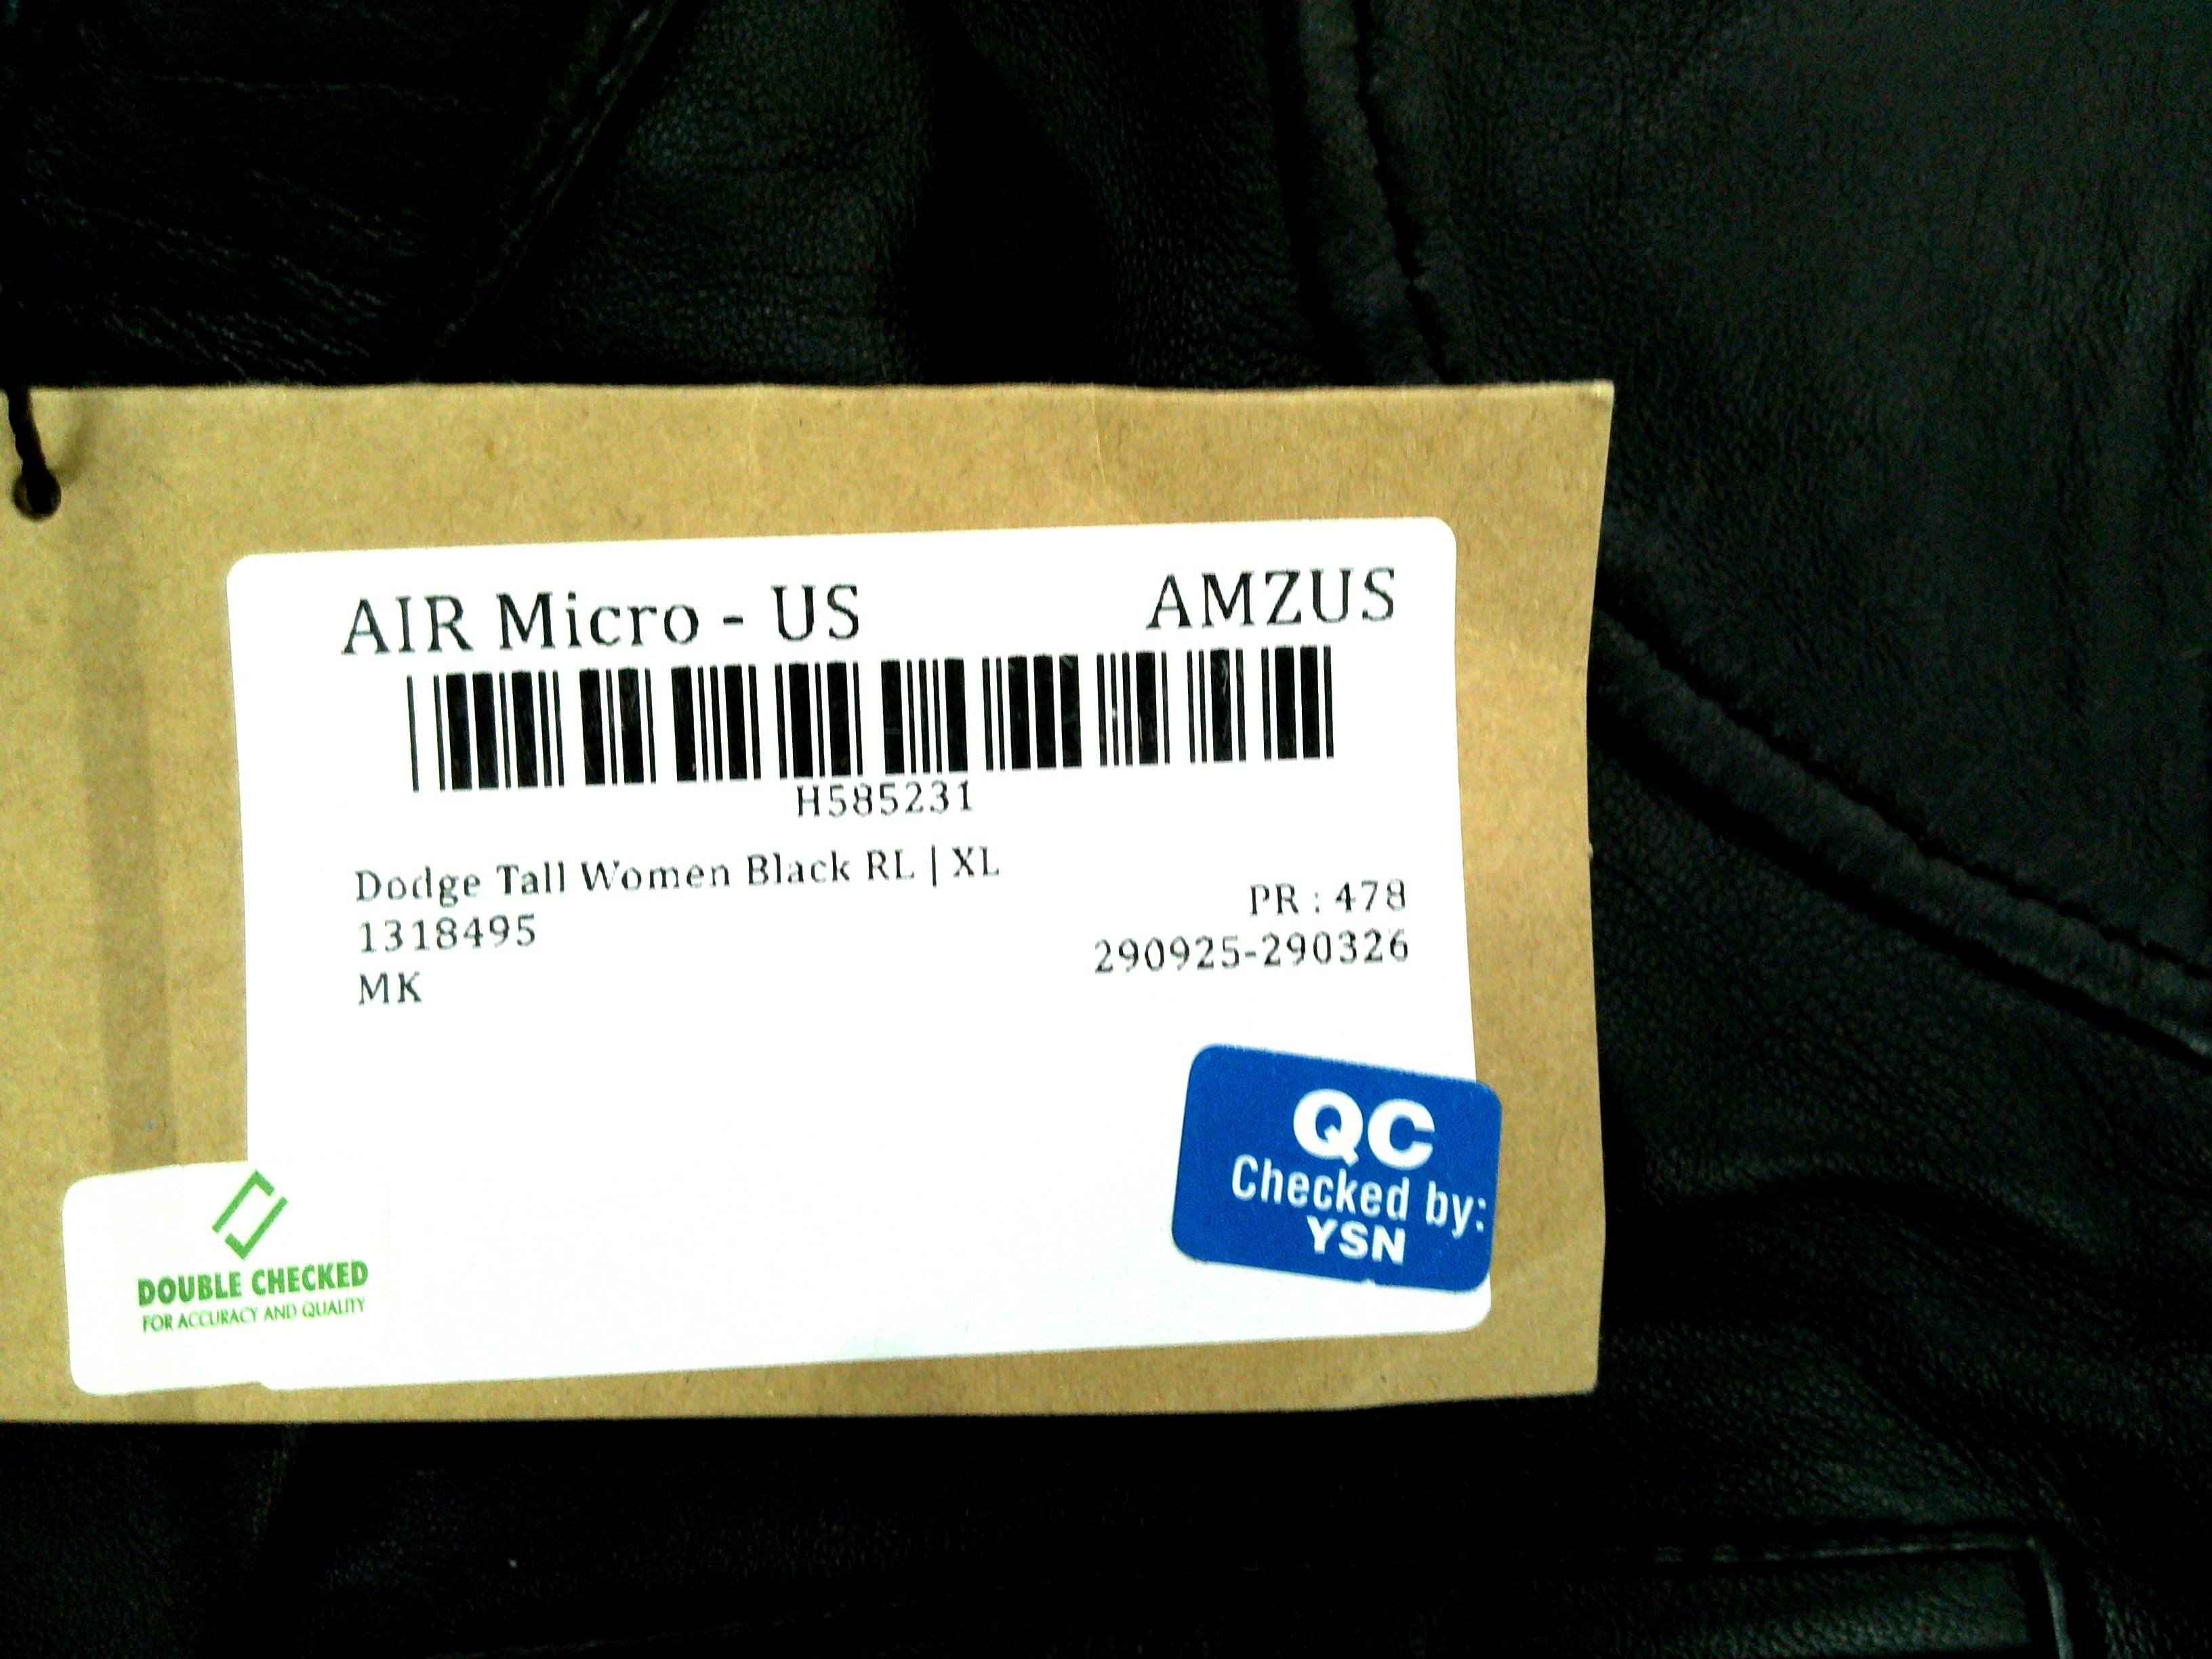 AIR Micro - US AMZUS
H585231
Dodge Tall Women Black RL | XL
1318495
PR : 478
MK
290925-290326
QC
Checked by:
YSN
DOUBLE CHECKED
FOR ACCURACY AND QUALITY